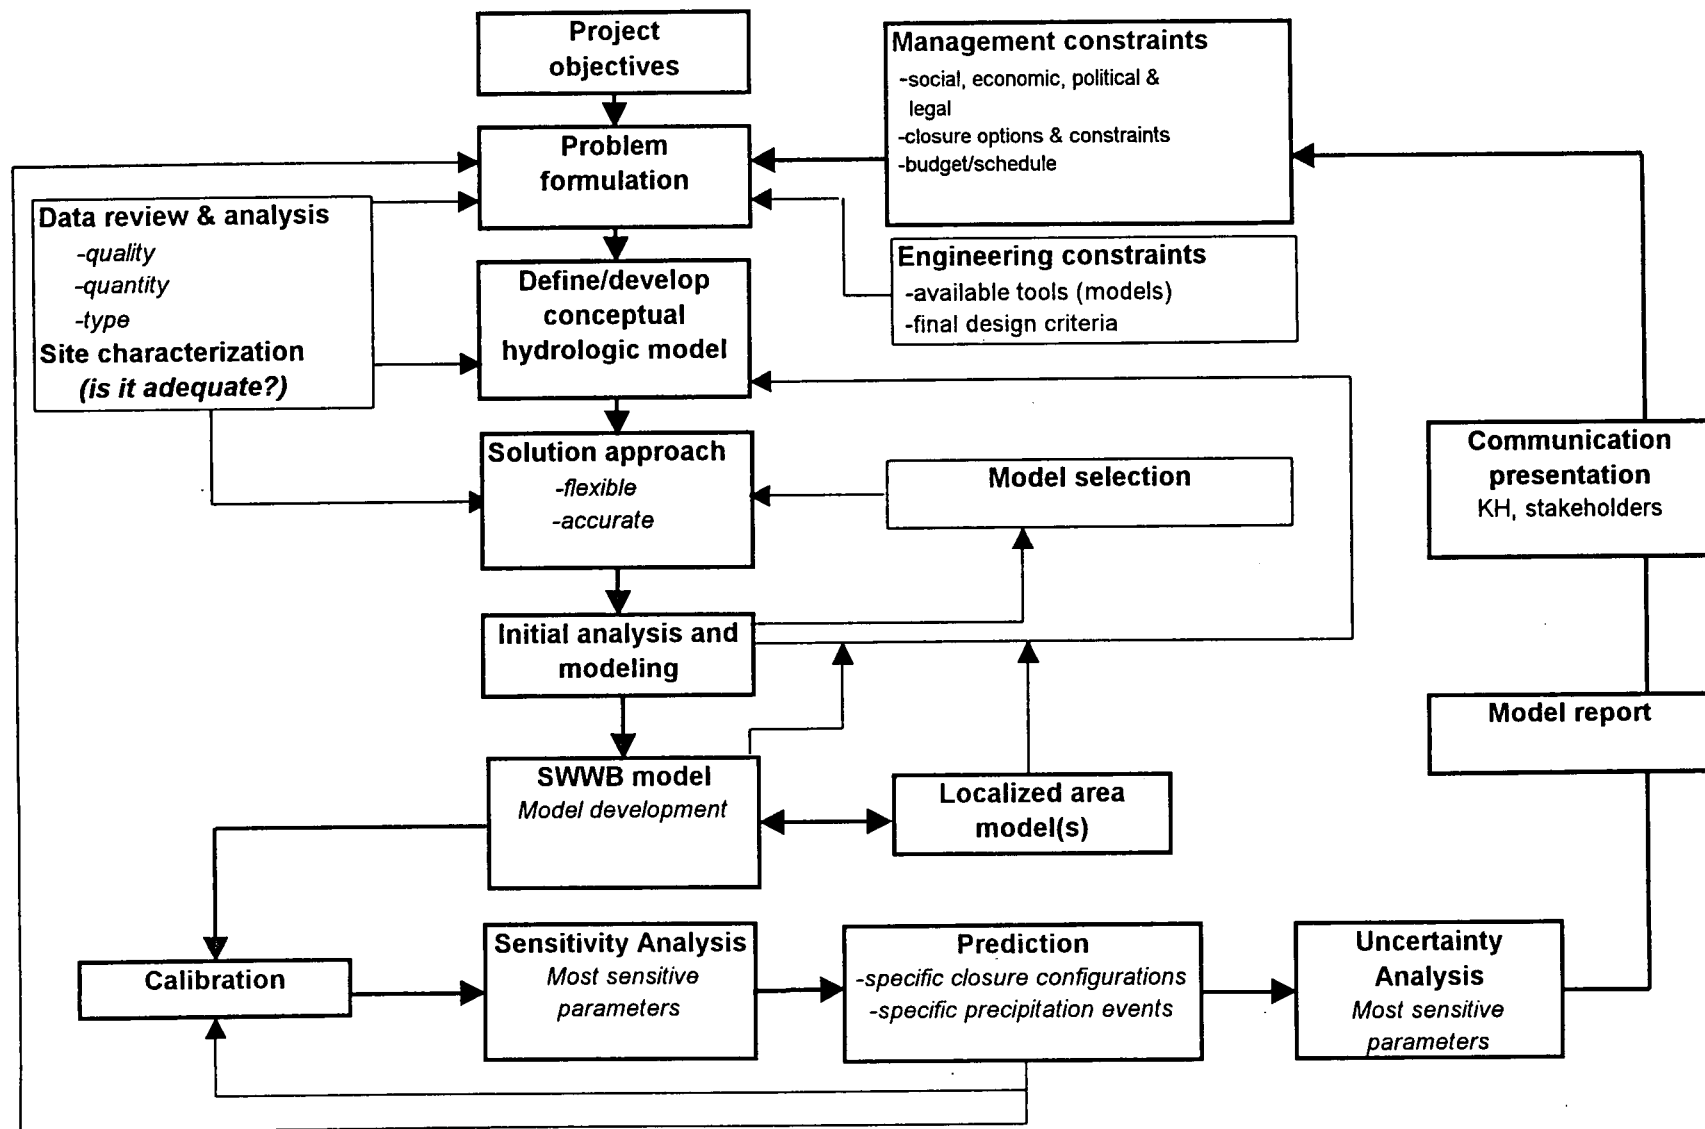 Project
objectives
Management constraints
-social, economic, political &
legal
-closure options & constraints
-budget/schedule
Problem
formulation
Data review & analysis
-quality
-quantity
-type
Site characterization
(is it adequate?)
Engineering constraints
-available tools (models)
-final design criteria
Define/develop
conceptual
hydrologic model
Solution approach
-flexible
-accurate
Model selection
Communication
presentation
KH, stakeholders
Initial analysis and
modeling
Model report
SWWB model
Model development
Localized area
model(s)
Calibration
Sensitivity Analysis
Most sensitive
parameters
Prediction
-specific closure configurations
-specific precipitation events
Uncertainty
Analysis
Most sensitive
parameters